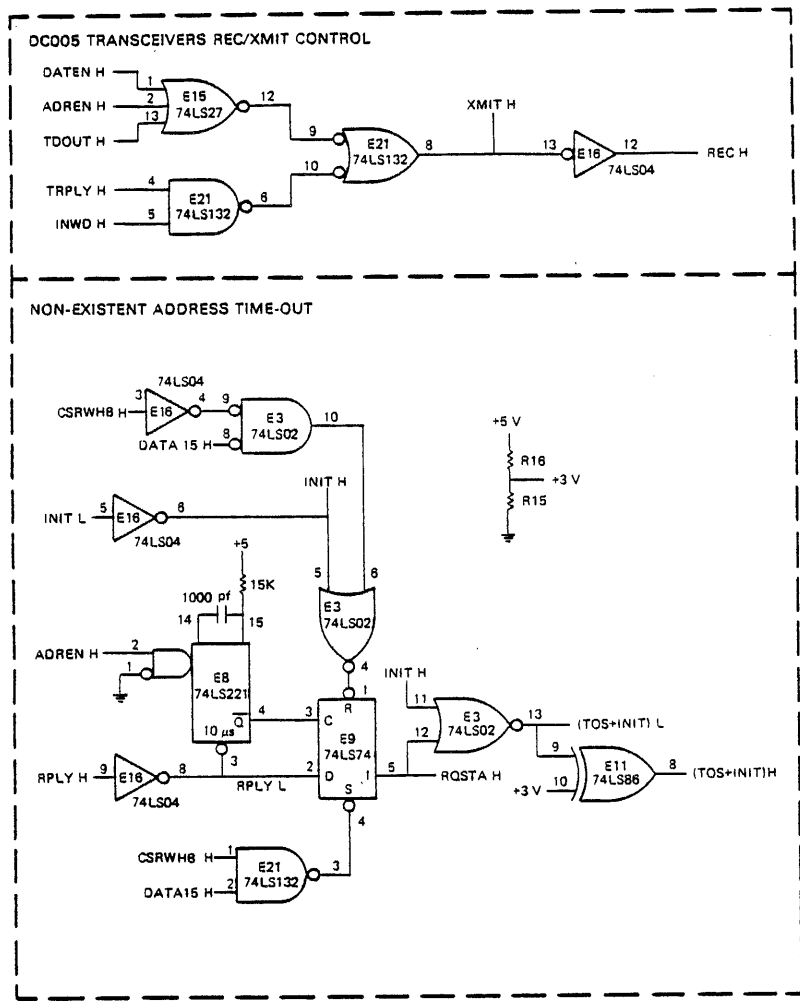 DC005 TRANSCEIVERS REC/XMIT CONTROL
DATEN H
1
ADREN H
2
TDOUT H
13
E15
74LS27
12
TRPLY H
4
INWD H
5
E21
74LS132
6
9
10
E21
74LS132
8
XMIT H
13
E16
12
74LS04
REC H
NON-EXISTENT ADDRESS TIME-OUT
74LS04
CSRWH8 H
3
E16
4
9
DATA 15 H
8
E3
74LS02
10
+5 V
R16
+3 V
R15
INIT H
INIT L
5
E16
6
74LS04
+5
15K
1000 pf
14
15
5
6
E3
74LS02
4
ADREN H
2
1
E8
74LS221
Q
4
10 μs
3
INIT H
11
12
E3
74LS02
13
(TOS+INIT) L
1
R
3
C
E9
74LS74
2
D
1
5
S
4
RQSTA H
9
10
+3 V
E11
74LS86
8
(TOS+INIT)H
RPLY H
9
E16
8
74LS04
RPLY L
CSRWH8 H
1
DATA15 H
2
E21
74LS132
3